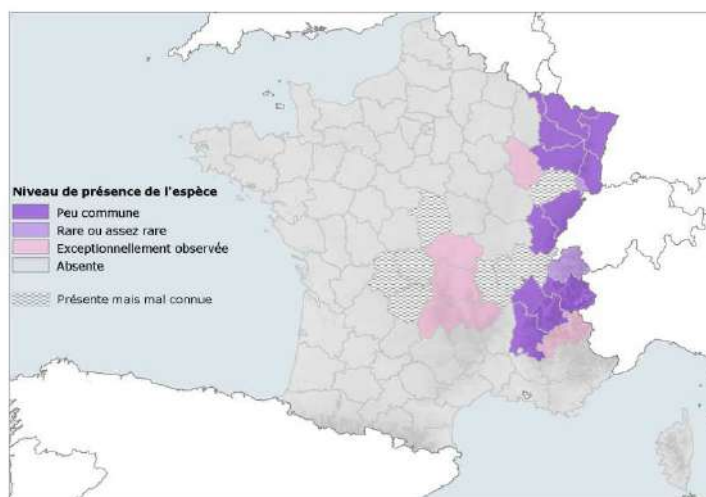 Niveau de présence de l'espèce
Peu commune
Rare ou assez rare
Exceptionnellement observée
Absente
Présente mais mal connue